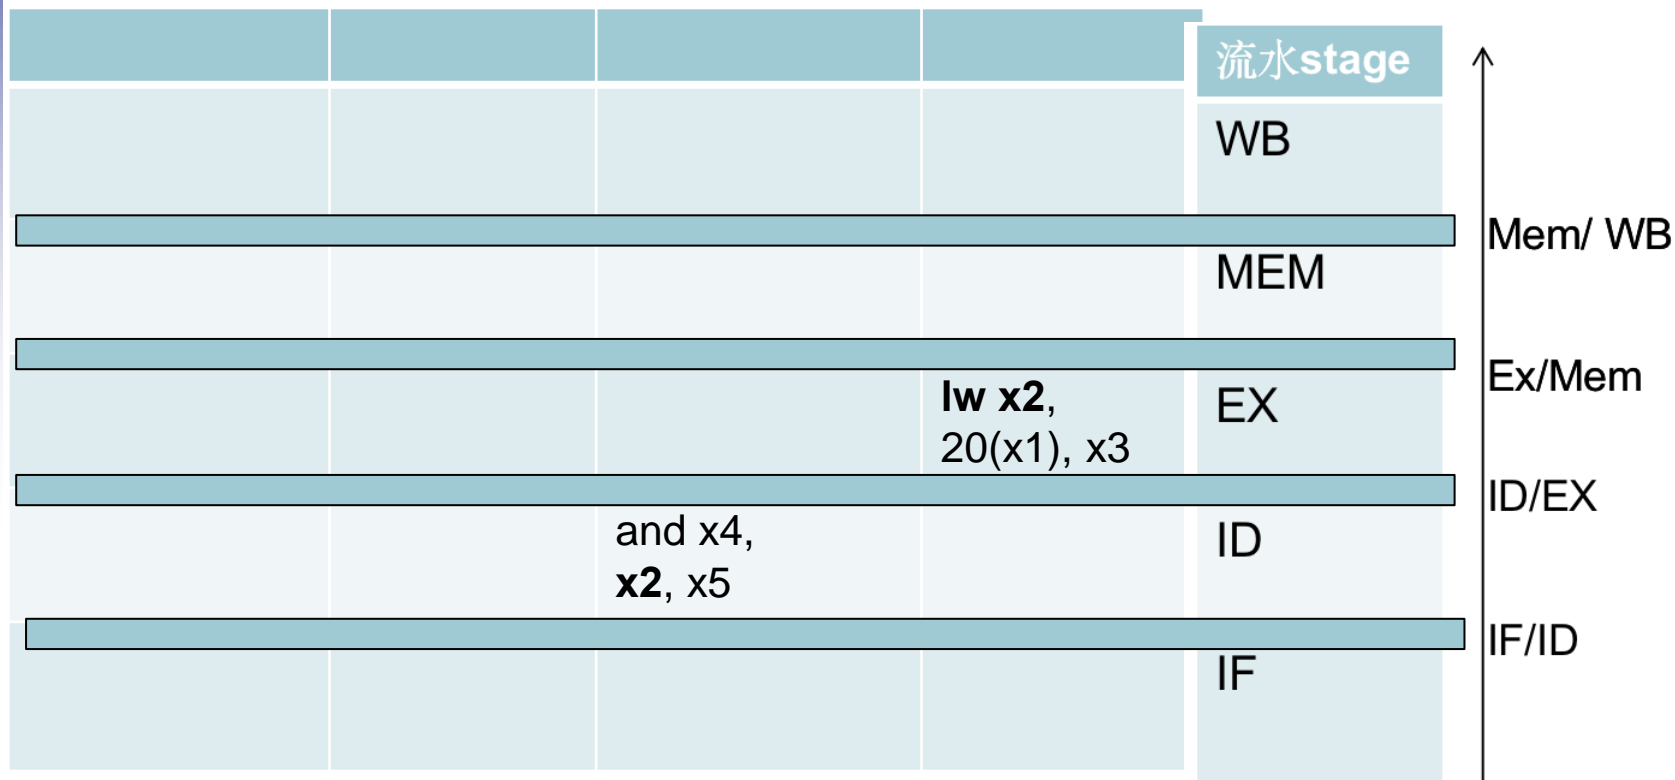 流水stage
WB
Mem/ WB
MEM
Ex/Mem
lw x2,
20(x1), x3
EX
ID/EX
and x4,
x2, x5
ID
IF/ID
IF